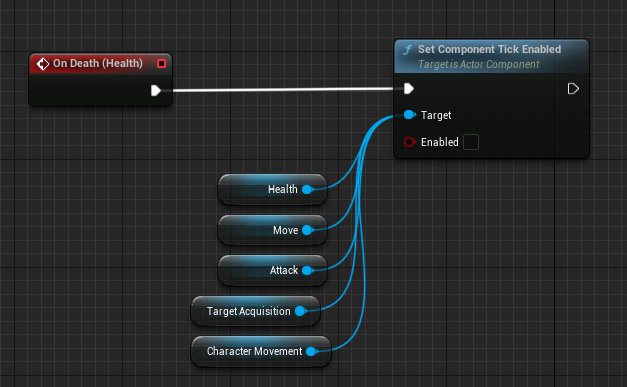 On Death (Health)
Set Component Tick Enabled
Target is Actor Component
Target
Enabled
Health
Move
Attack
Target Acquisition
Character Movement